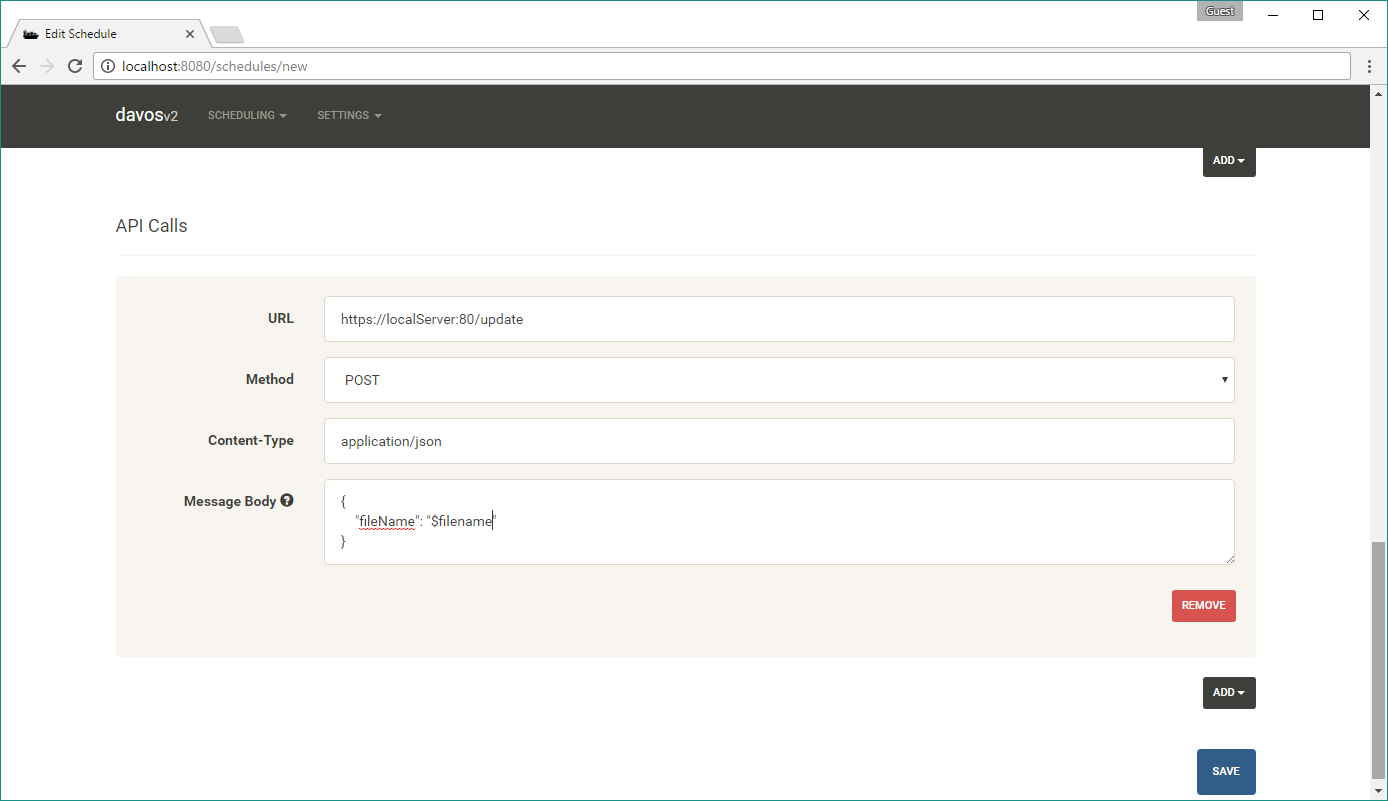 Guest
Edit Schedule
localhost:8080/schedules/new
davosv2 SCHEDULING SETTINGS
ADD
API Calls
URL https://localServer:80/update
Method POST
Content-Type application/json
Message Body {
"fileName": "$filename"
}
REMOVE
ADD
SAVE